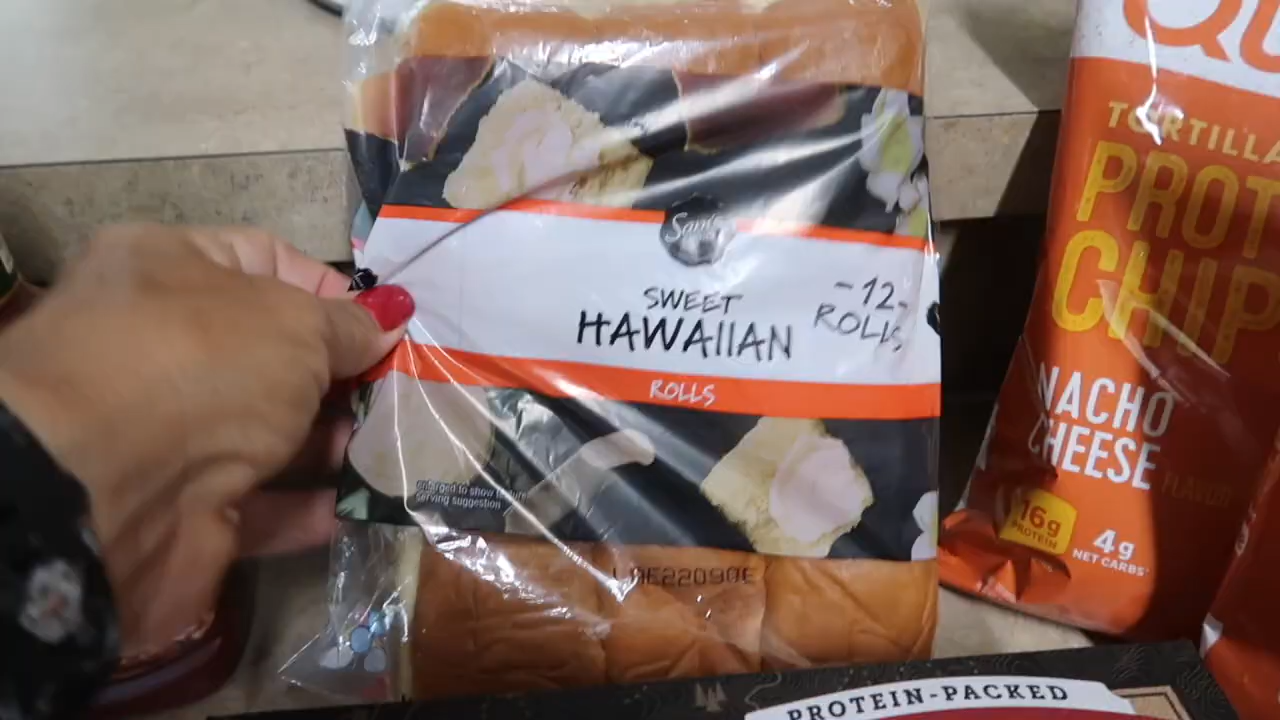 Sam's
SWEET
HAWAIIAN
-12-
ROLLS
ROLLS
enlarged to show texture
serving suggestion
TORTILLA
PROT
CHIP
NACHO
CHEESE
16g
PROTEIN
4g
NET CARBS
PROTEIN-PACKED